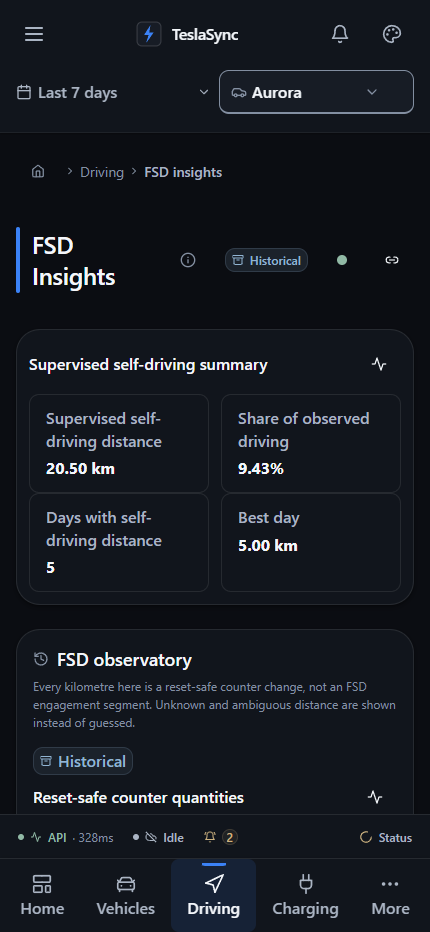 TeslaSync
Last 7 days
Aurora
Driving
FSD insights
FSD
Insights
Historical
Supervised self-driving summary
Supervised self-
driving distance
20.50 km
Share of observed
driving
9.43%
Days with self-
driving distance
5
Best day
5.00 km
FSD observatory
Every kilometre here is a reset-safe counter change, not an FSD
engagement segment. Unknown and ambiguous distance are shown
instead of guessed.
Historical
Reset-safe counter quantities
API · 328ms
Idle
2
Status
Home
Vehicles
Driving
Charging
More